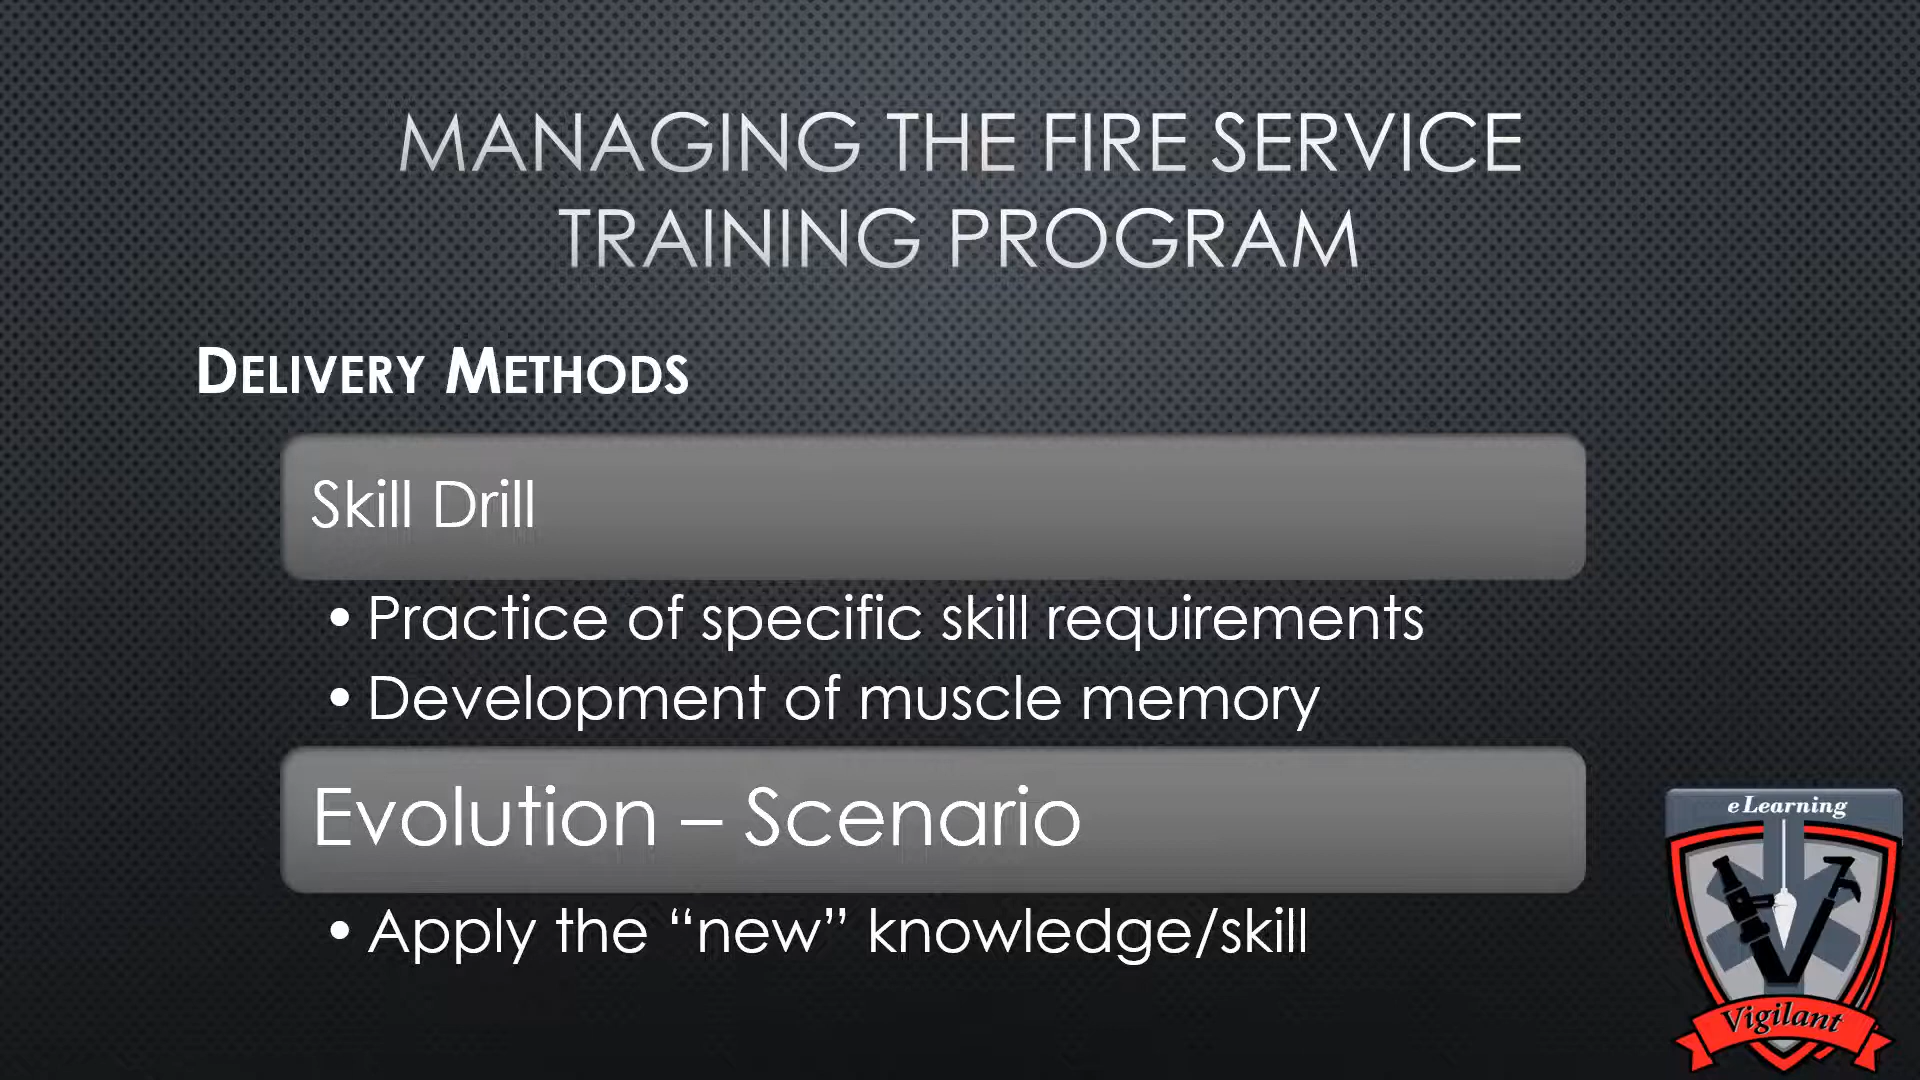 MANAGING THE FIRE SERVICE
TRAINING PROGRAM
DELIVERY METHODS
Skill Drill
• Practice of specific skill requirements
• Development of muscle memory
Evolution – Scenario
• Apply the “new” knowledge/skill
eLearning
Vigilant